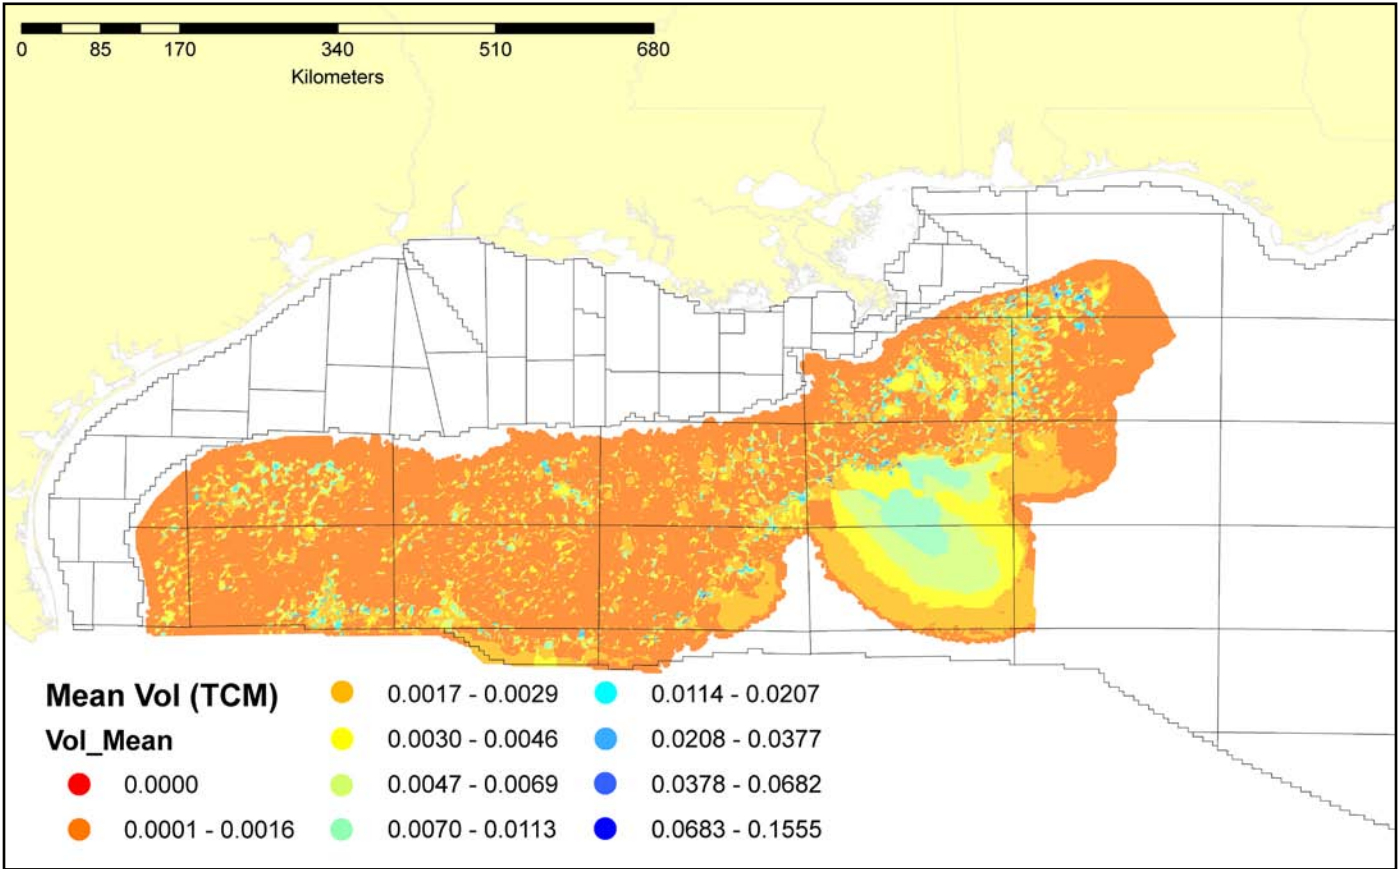 0 85 170 340 510 680
Kilometers
Mean Vol (TCM)
Vol_Mean
0.0000
0.0001 - 0.0016
0.0017 - 0.0029
0.0030 - 0.0046
0.0047 - 0.0069
0.0070 - 0.0113
0.0114 - 0.0207
0.0208 - 0.0377
0.0378 - 0.0682
0.0683 - 0.1555